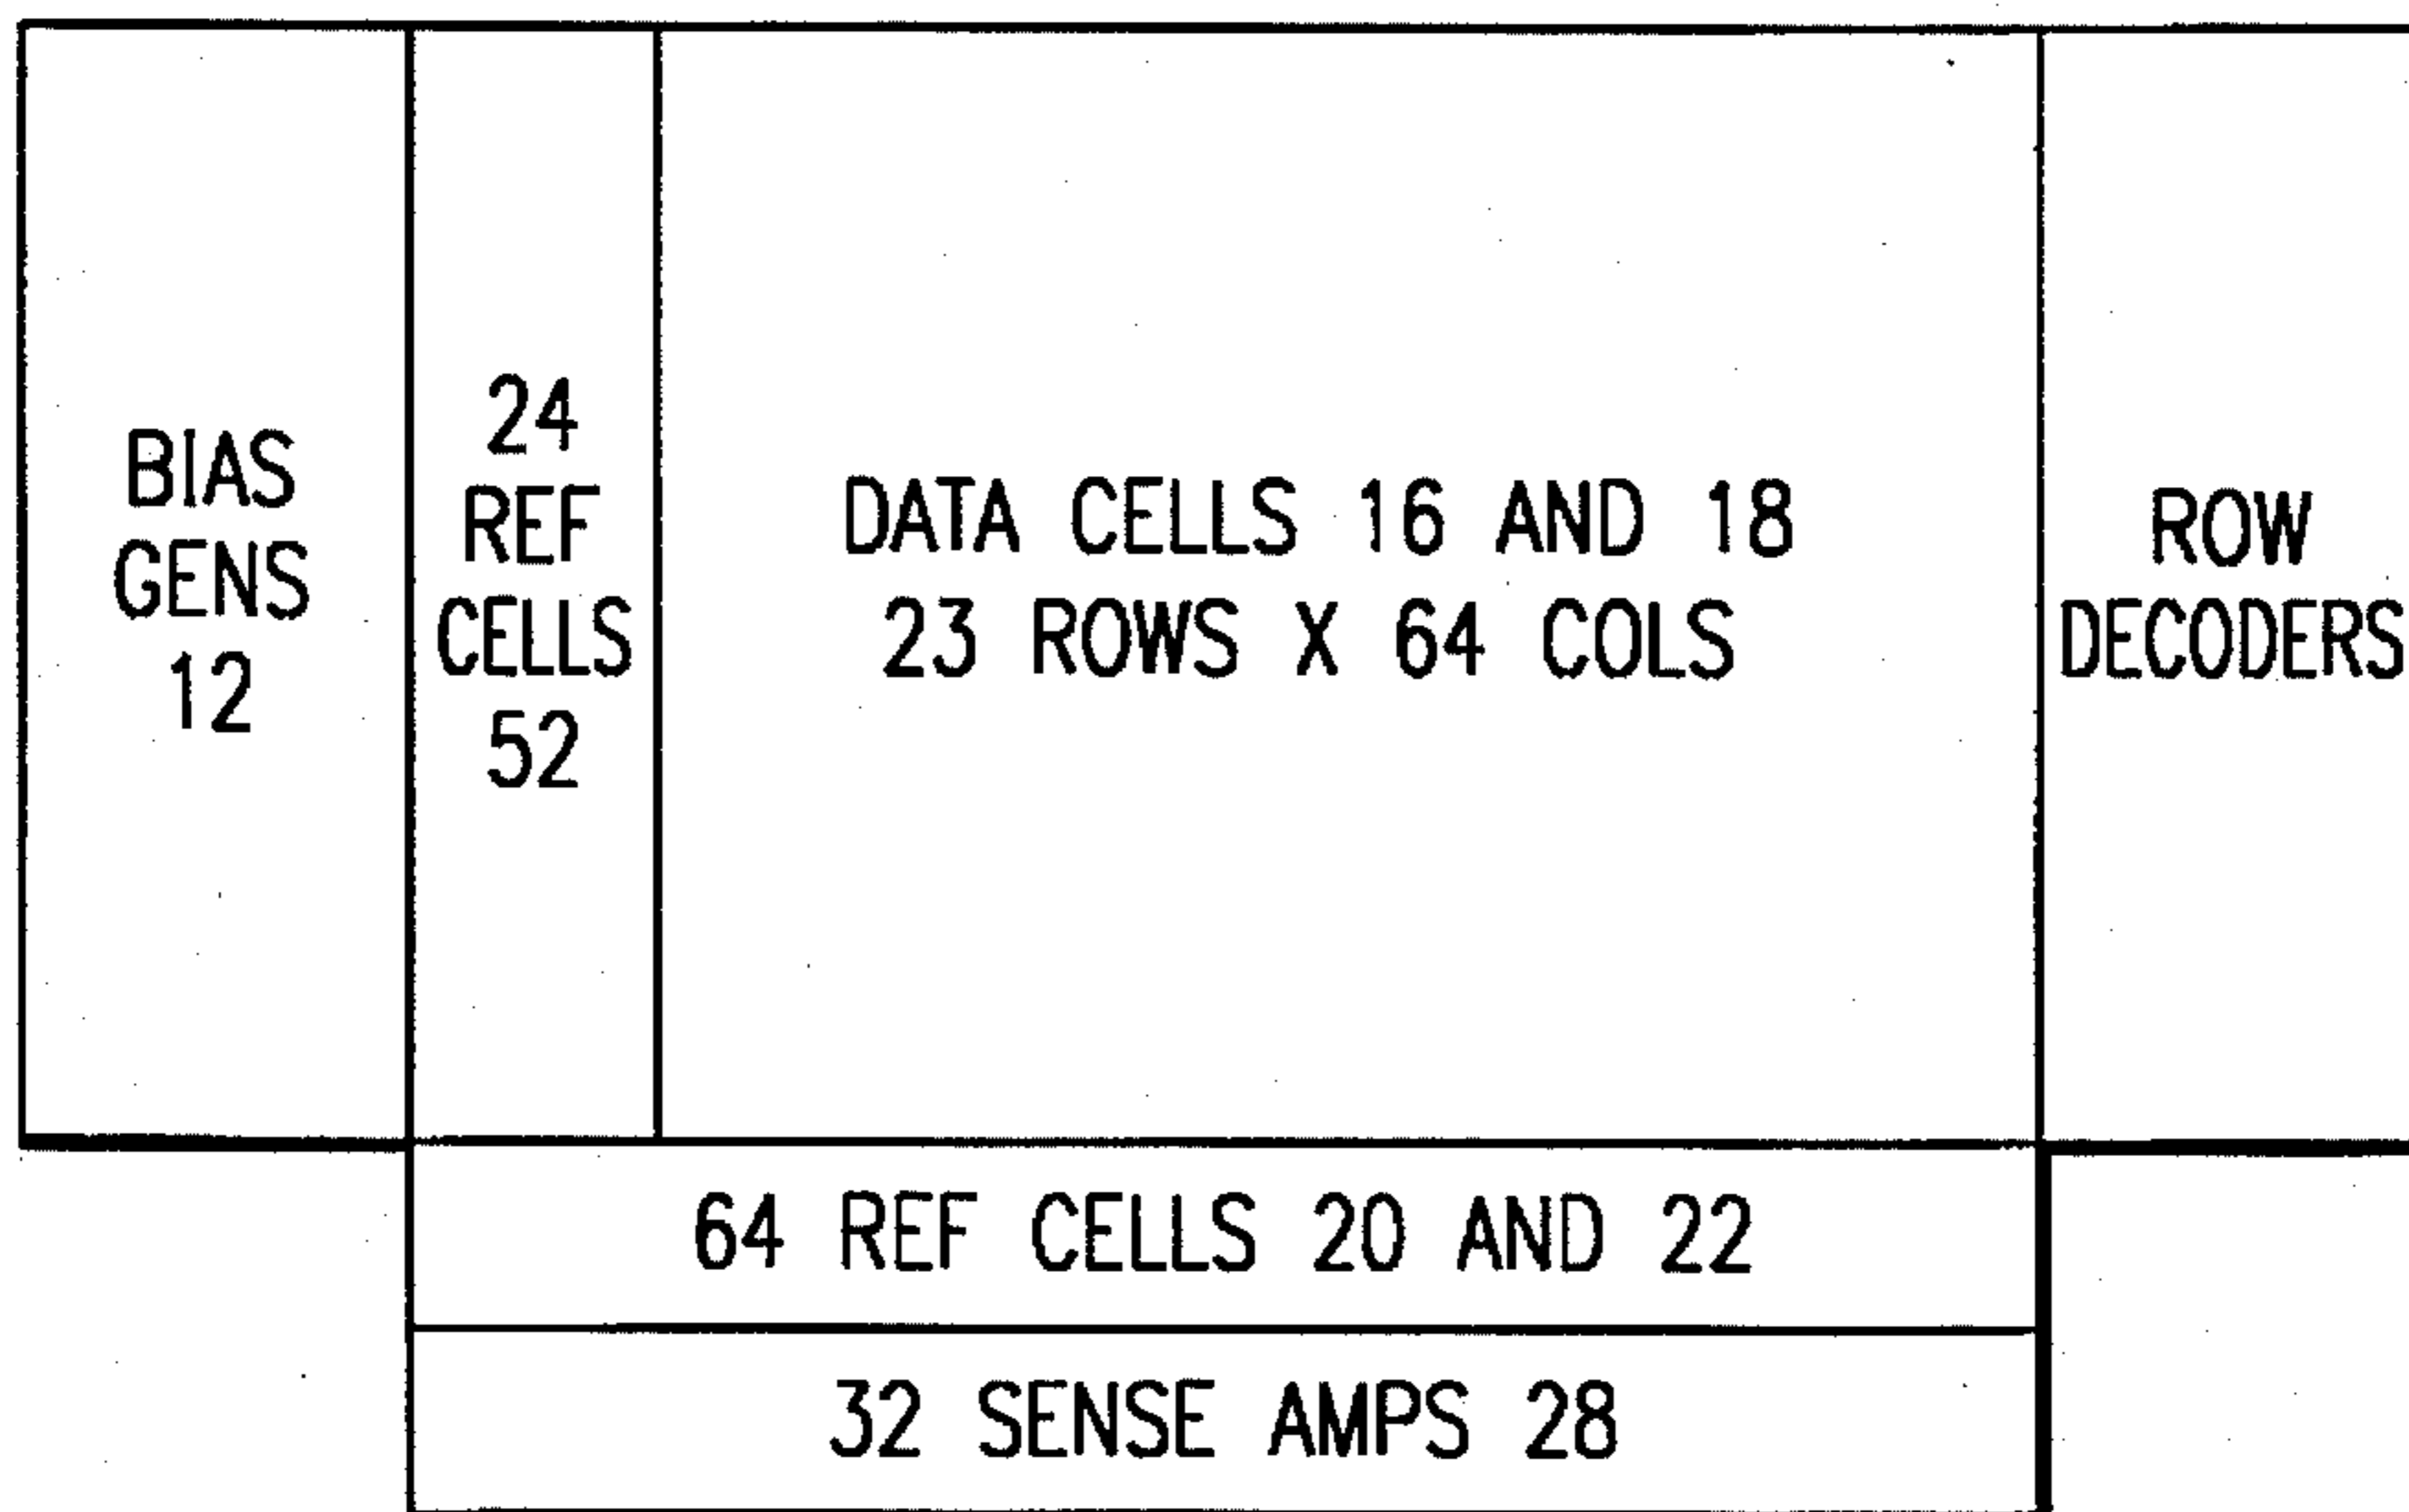 BIAS
GENS
12
24
REF
CELLS
52
DATA CELLS 16 AND 18
23 ROWS X 64 COLS
ROW
DECODERS
64 REF CELLS 20 AND 22
32 SENSE AMPS 28